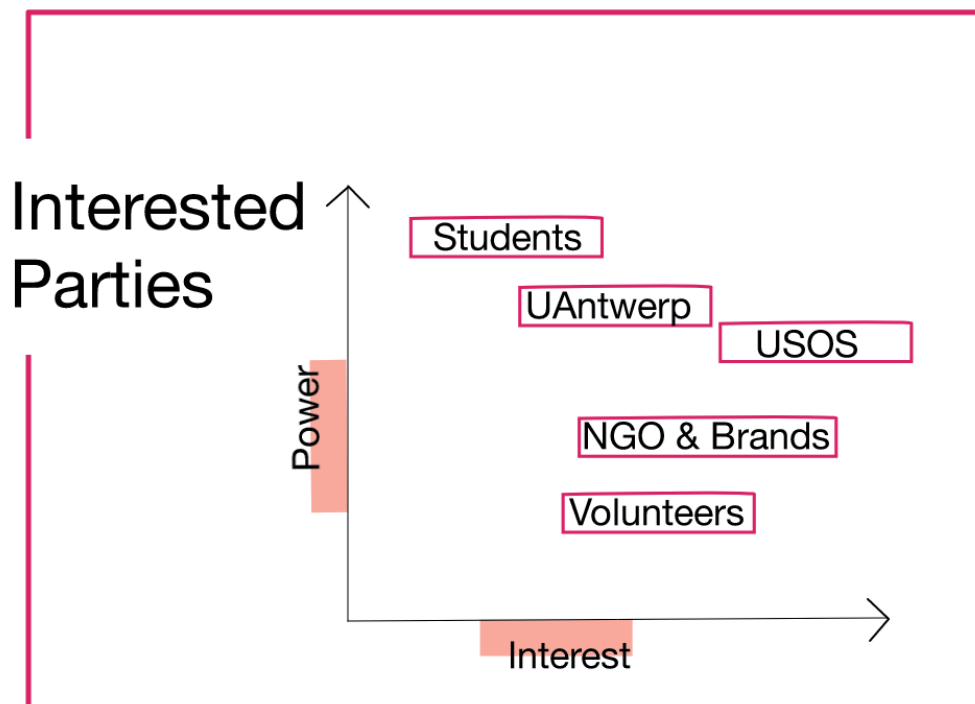 Interested
Parties
Students
UAntwerp
USOS
Power
NGO & Brands
Volunteers
Interest